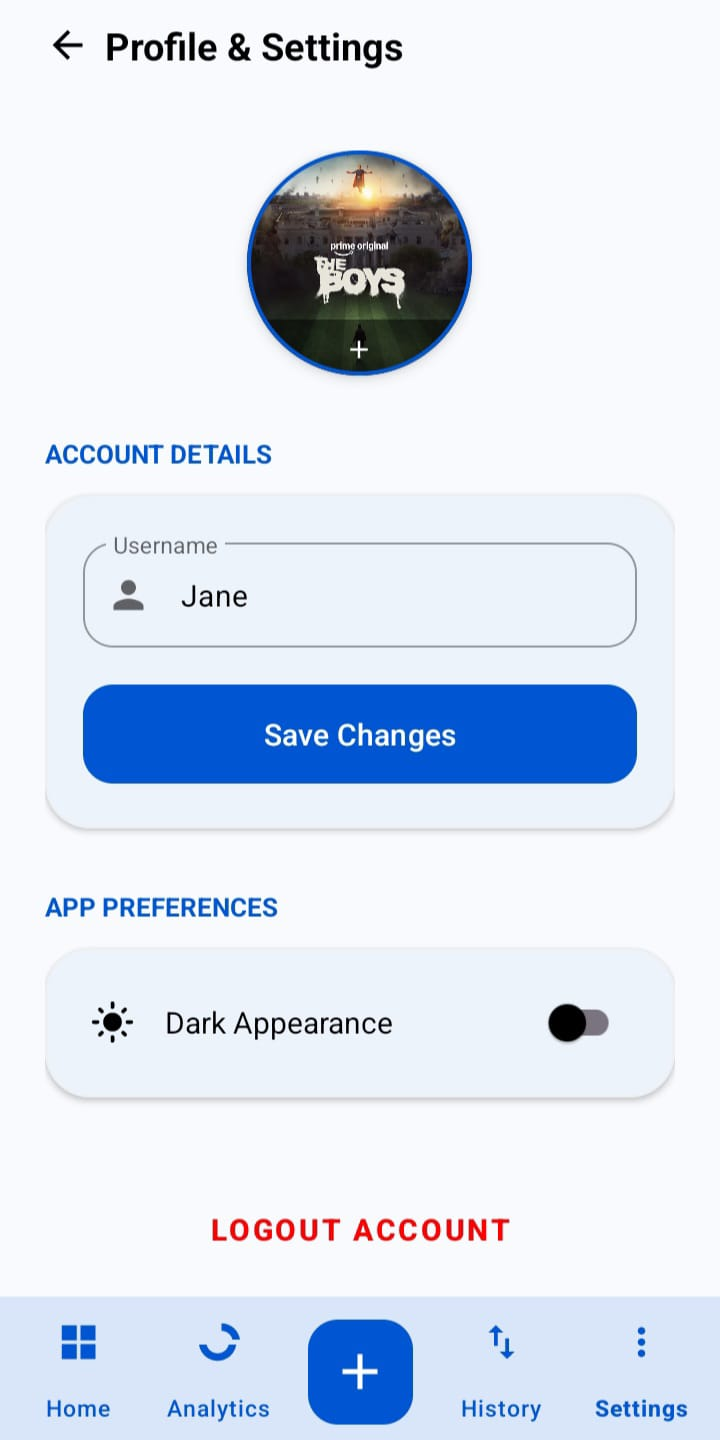 Profile & Settings
prime original
THE
BOYS
ACCOUNT DETAILS
Username
Jane
Save Changes
APP PREFERENCES
Dark Appearance
LOGOUT ACCOUNT
Home
Analytics
History
Settings